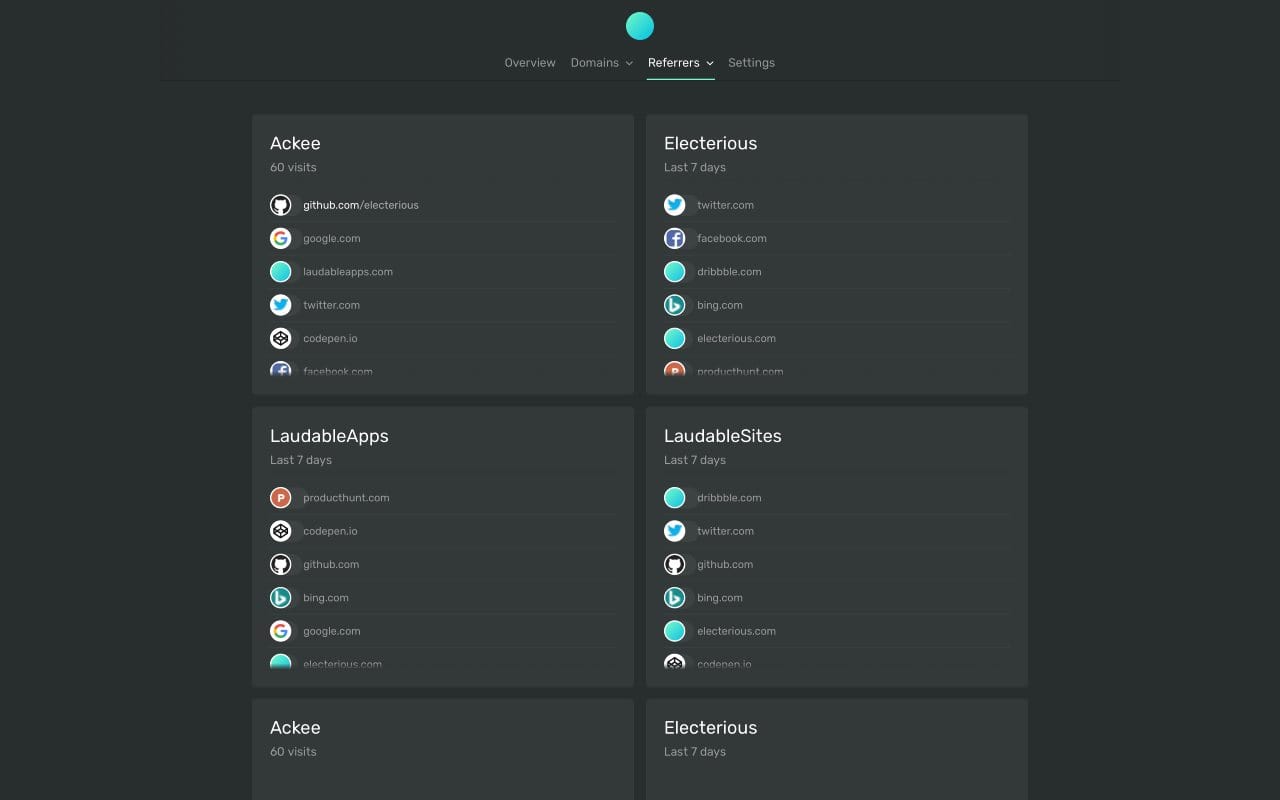 Overview Domains Referrers Settings
Ackee
60 visits
github.com/electerious
google.com
laudableapps.com
twitter.com
codepen.io
facebook.com
Electerious
Last 7 days
twitter.com
facebook.com
dribbble.com
bing.com
electerious.com
producthunt.com
LaudableApps
Last 7 days
producthunt.com
codepen.io
github.com
bing.com
google.com
electerious.com
LaudableSites
Last 7 days
dribbble.com
twitter.com
github.com
bing.com
electerious.com
codepen.io
Ackee
60 visits
Electerious
Last 7 days